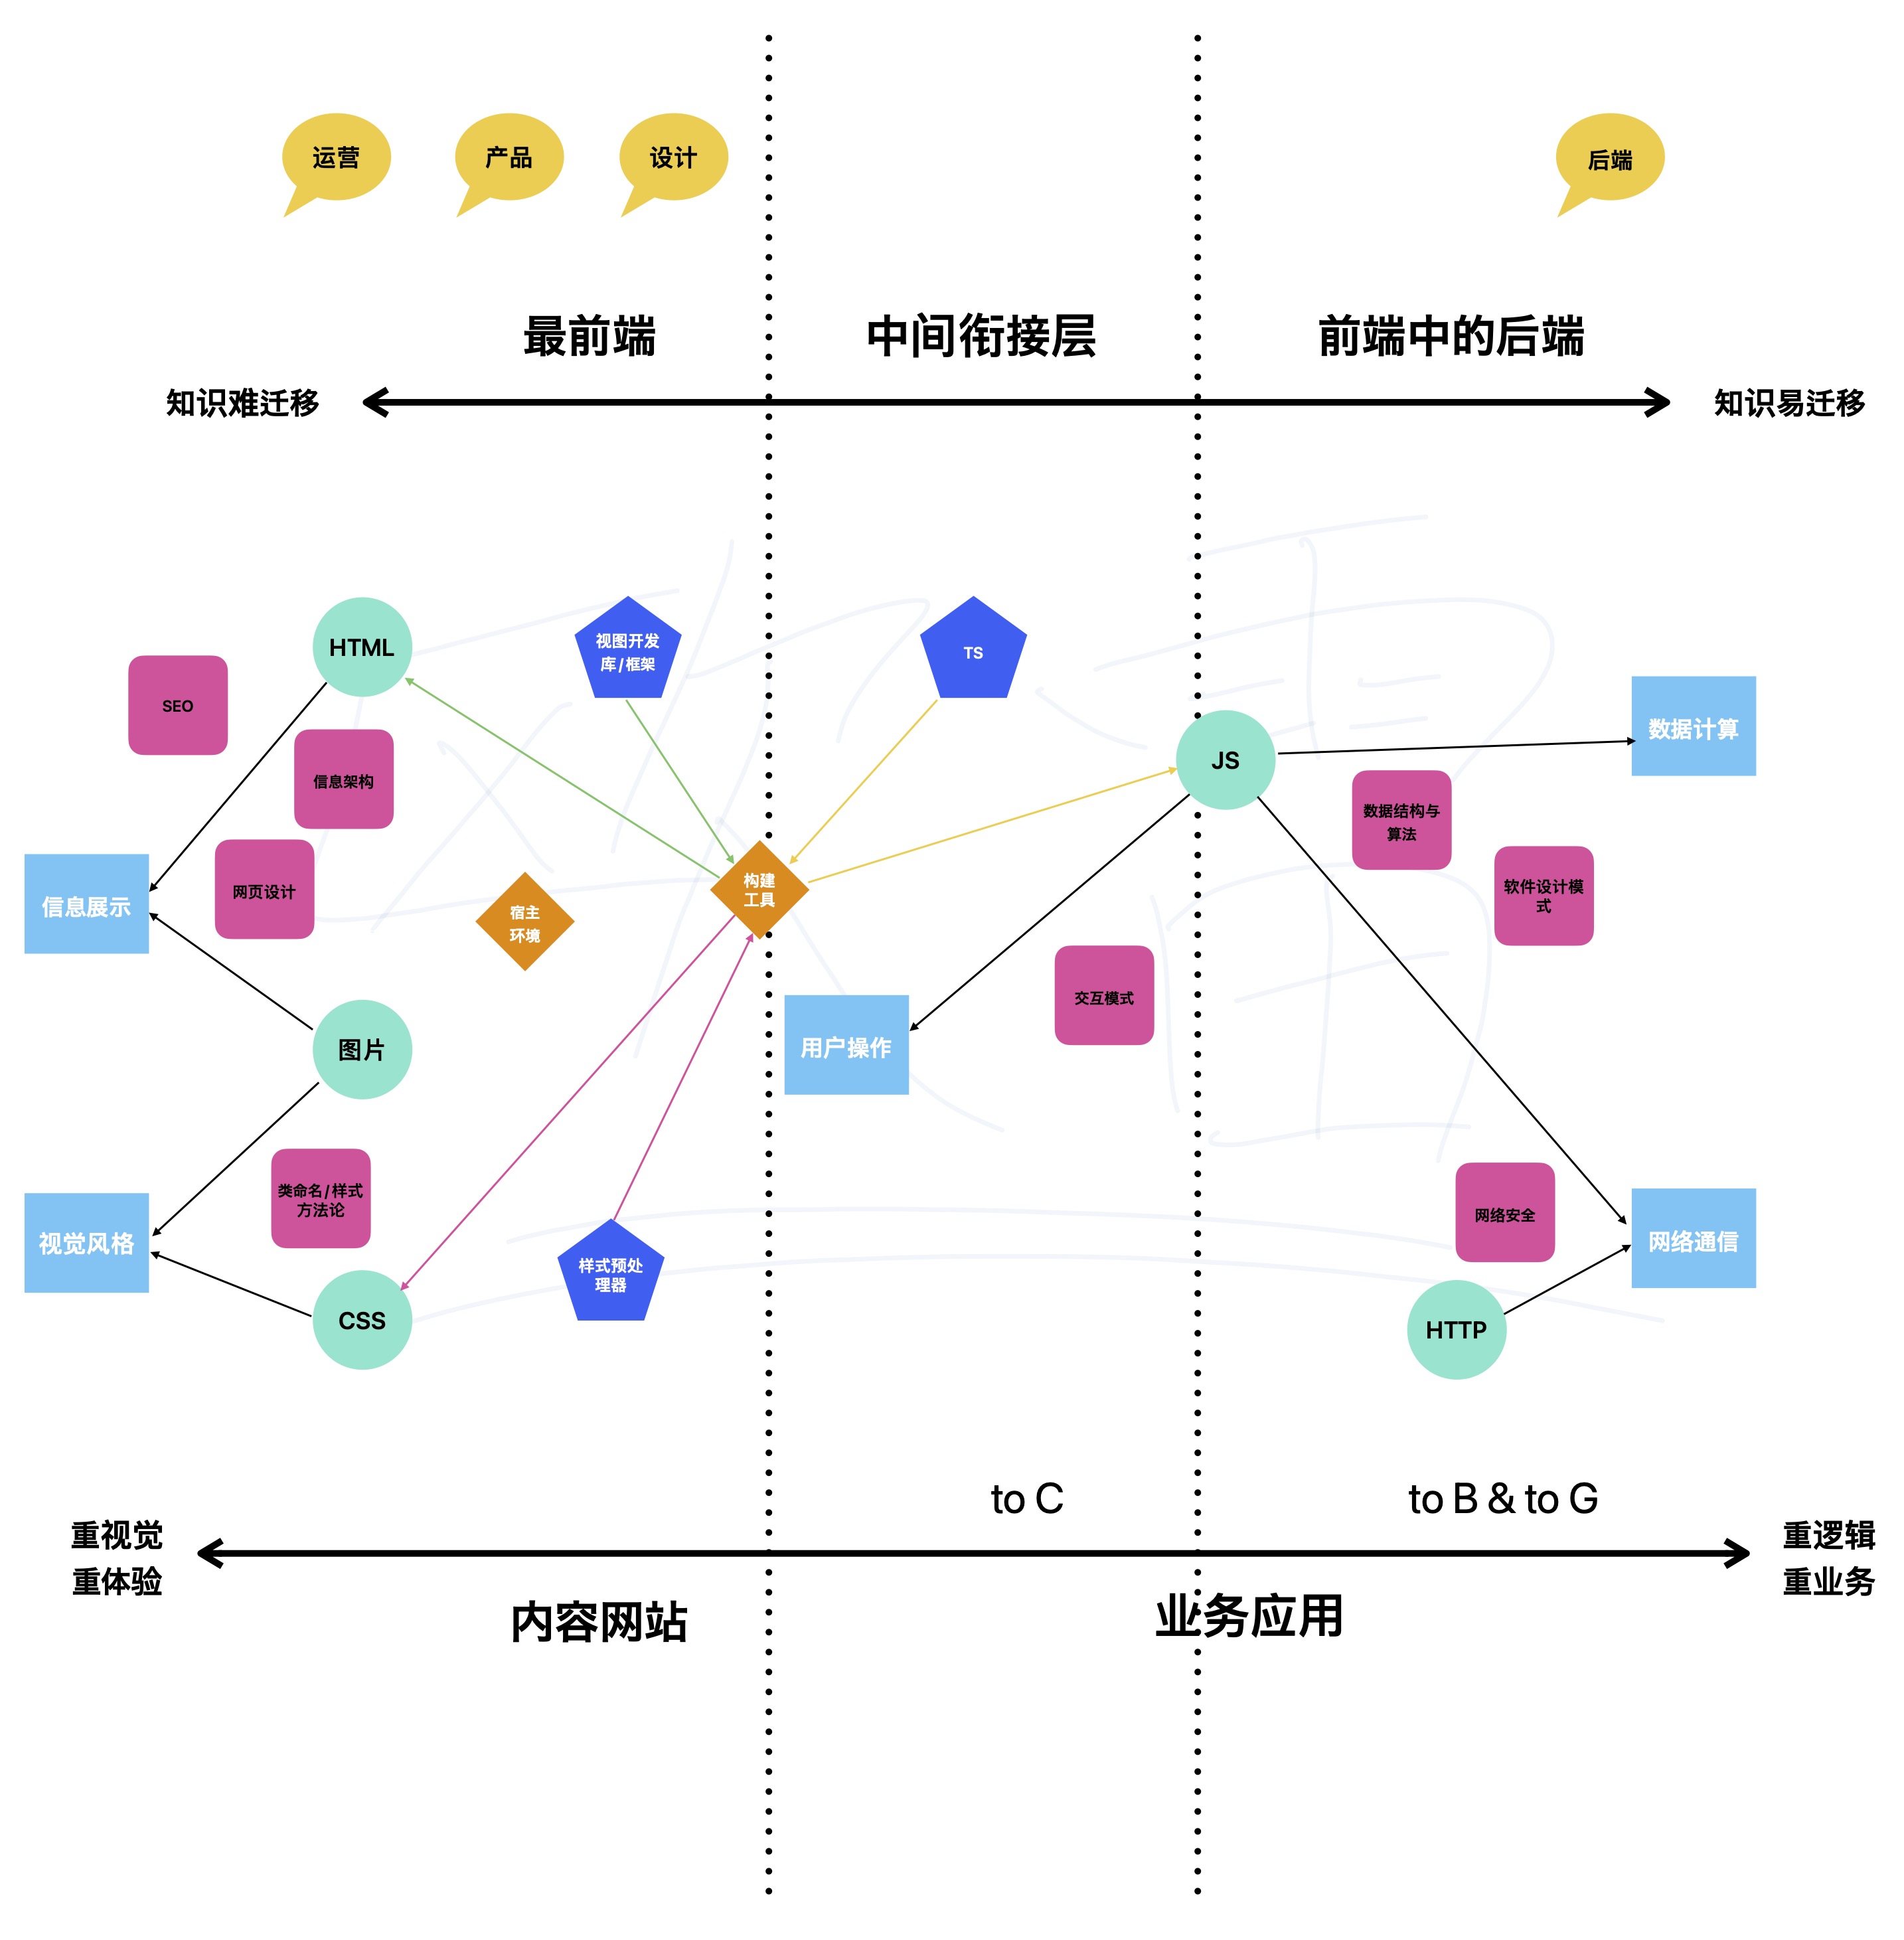 运营
产品
设计
后端
最前端
中间衔接层
前端中的后端
知识难迁移
知识易迁移
HTML
视图开发
库/框架
TS
SEO
信息架构
JS
数据计算
数据结构与
算法
网页设计
信息展示
构建
工具
宿主
环境
软件设计模
式
交互模式
图片
用户操作
类命名/样式
方法论
视觉风格
样式预处
理器
CSS
网络安全
网络通信
HTTP
to C
to B & to G
重视觉
重体验
重逻辑
重业务
内容网站
业务应用